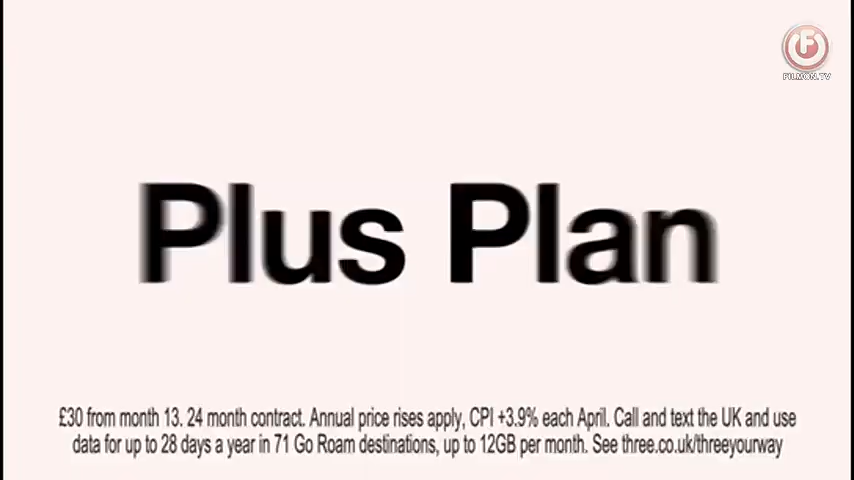 FILMON.TV
Plus Plan
£30 from month 13. 24 month contract. Annual price rises apply, CPI +3.9% each April. Call and text the UK and use
data for up to 28 days a year in 71 Go Roam destinations, up to 12GB per month. See three.co.uk/threeyourway